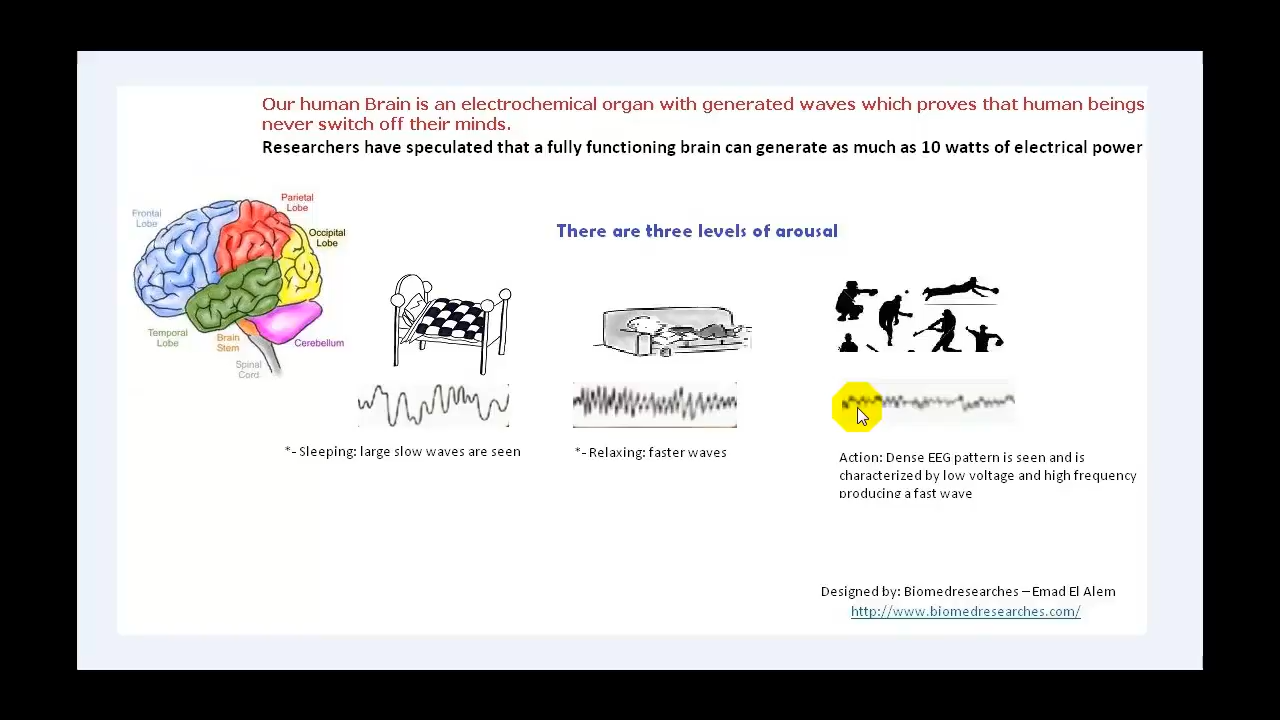 Our human Brain is an electrochemical organ with generated waves which proves that human beings
never switch off their minds.
Researchers have speculated that a fully functioning brain can generate as much as 10 watts of electrical power
Parietal
Lobe
Frontal
Lobe
Occipital
Lobe
Temporal
Lobe
Brain
Stem
Cerebellum
Spinal
Cord
There are three levels of arousal
*- Sleeping: large slow waves are seen
*- Relaxing: faster waves
Action: Dense EEG pattern is seen and is
characterized by low voltage and high frequency
producing a fast wave
Designed by: Biomedresearches – Emad El Alem
http://www.biomedresearches.com/